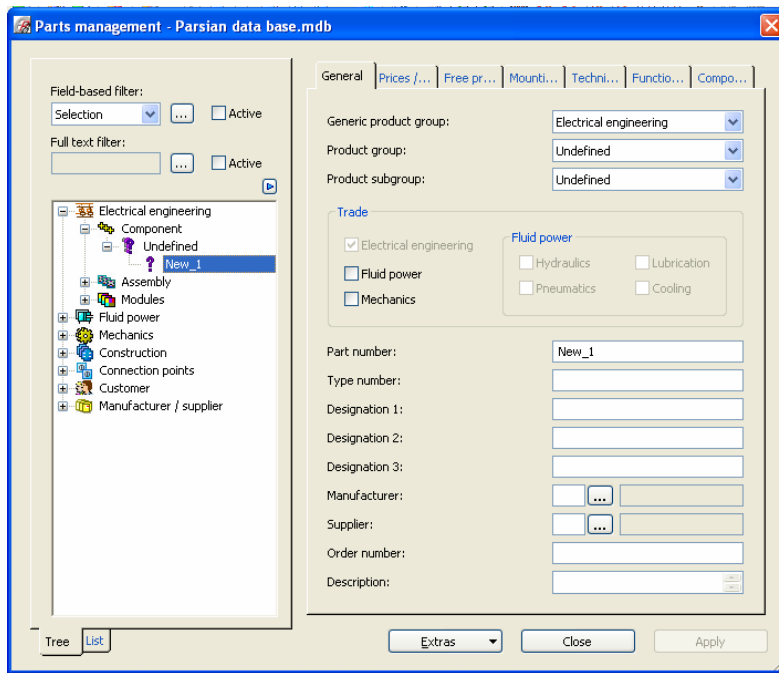 Parts management - Parsian data base.mdb
Field-based filter:
Selection ... Active
Full text filter:
... Active
Electrical engineering
Component
Undefined
New_1
Assembly
Modules
Fluid power
Mechanics
Construction
Connection points
Customer
Manufacturer / supplier
Tree List
General Prices /... Free pr... Mounti... Techni... Functio... Compo...
Generic product group: Electrical engineering
Product group: Undefined
Product subgroup: Undefined
Trade
Electrical engineering
Fluid power
Mechanics
Fluid power
Hydraulics Lubrication
Pneumatics Cooling
Part number: New_1
Type number:
Designation 1:
Designation 2:
Designation 3:
Manufacturer: ...
Supplier: ...
Order number:
Description:
Extras Close Apply